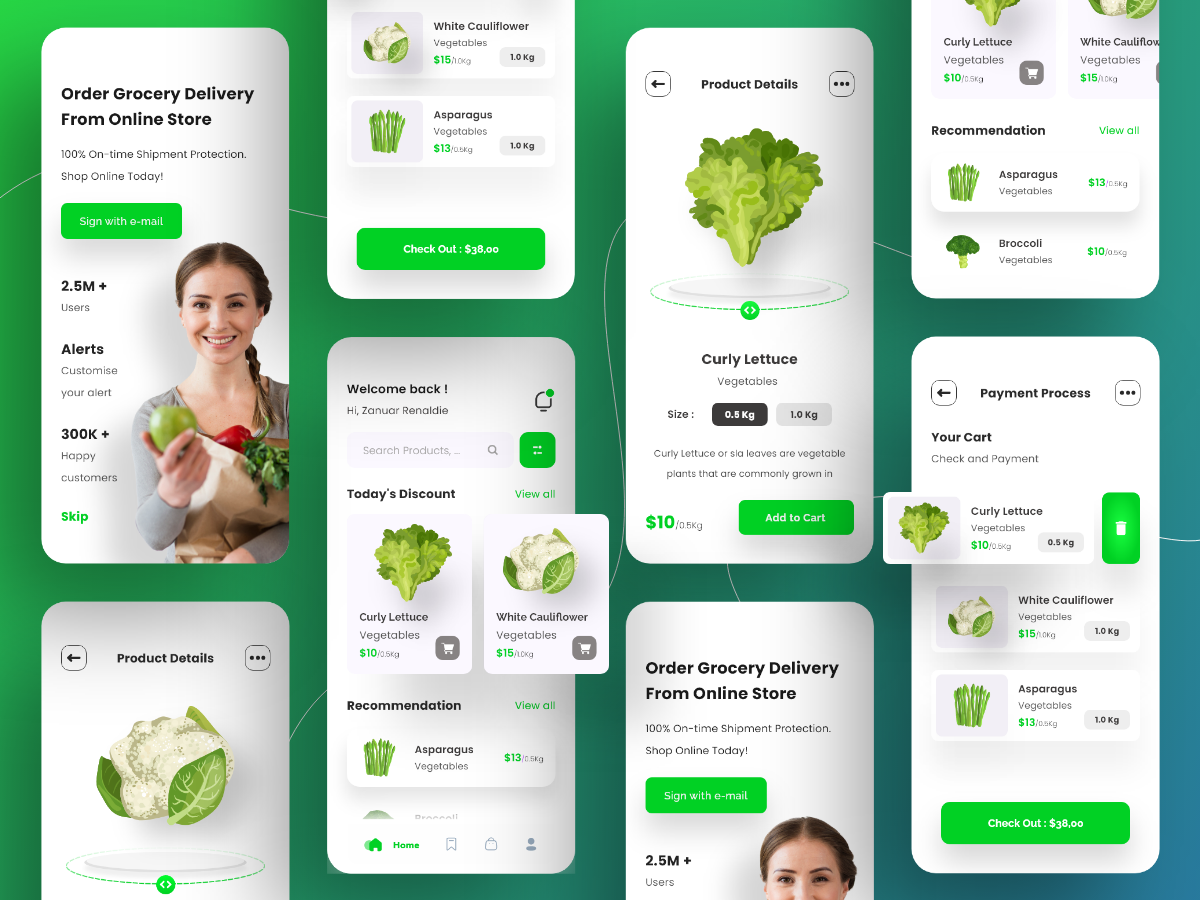 Order Grocery Delivery
From Online Store
100% On-time Shipment Protection.
Shop Online Today!
Sign with e-mail
2.5M +
Users
Alerts
Customise
your alert
300K +
Happy
customers
Skip
Product Details
White Cauliflower
Vegetables
$15/1.0Kg
1.0 Kg
Asparagus
Vegetables
$13/0.5Kg
1.0 Kg
Check Out : $38,00
Welcome back !
Hi, Zanuar Renaldie
Search Products, ...
Today's Discount
View all
Curly Lettuce
Vegetables
$10/0.5Kg
White Cauliflower
Vegetables
$15/1.0Kg
Recommendation
View all
Asparagus
Vegetables
$13/0.5Kg
Broccoli
Home
Product Details
Curly Lettuce
Vegetables
Size :
0.5 Kg
1.0 Kg
Curly Lettuce or sla leaves are vegetable
plants that are commonly grown in
$10/0.5Kg
Add to Cart
Order Grocery Delivery
From Online Store
100% On-time Shipment Protection.
Shop Online Today!
Sign with e-mail
2.5M +
Users
Curly Lettuce
Vegetables
$10/0.5Kg
White Cauliflow
Vegetables
$15/1.0Kg
Recommendation
View all
Asparagus
Vegetables
$13/0.5Kg
Broccoli
Vegetables
$10/0.5Kg
Payment Process
Your Cart
Check and Payment
Curly Lettuce
Vegetables
$10/0.5Kg
0.5 Kg
White Cauliflower
Vegetables
$15/1.0Kg
1.0 Kg
Asparagus
Vegetables
$13/0.5Kg
1.0 Kg
Check Out : $38,00